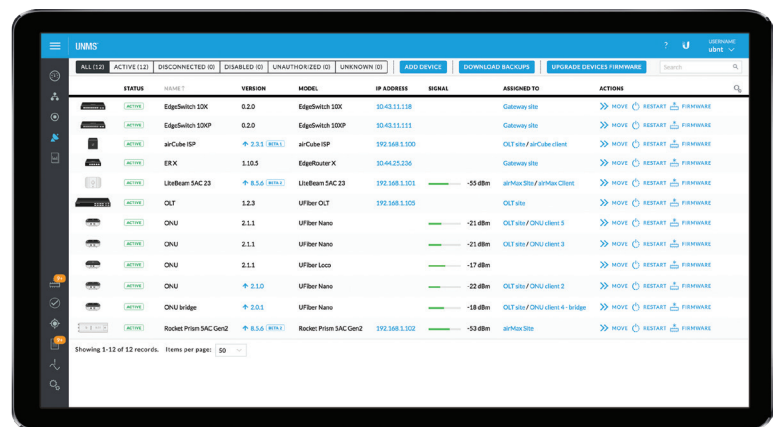 UNMS ? U USERNAME
ubnt
ALL (12) ACTIVE (12) DISCONNECTED (0) DISABLED (0) UNAUTHORIZED (0) UNKNOWN (0) ADD DEVICE DOWNLOAD BACKUPS UPGRADE DEVICES FIRMWARE Search
STATUS NAME VERSION MODEL IP ADDRESS SIGNAL ASSIGNED TO ACTIONS
ACTIVE EdgeSwitch 10X 0.2.0 EdgeSwitch 10X 10.43.11.118 Gateway site MOVE RESTART FIRMWARE
ACTIVE EdgeSwitch 10XP 0.2.0 EdgeSwitch 10XP 10.43.11.111 Gateway site MOVE RESTART FIRMWARE
ACTIVE airCube ISP 2.3.1 BETA 1 airCube ISP 192.168.1.100 OLT site / airCube client MOVE RESTART FIRMWARE
ACTIVE ER X 1.10.5 EdgeRouter X 10.44.25.236 Gateway site MOVE RESTART FIRMWARE
ACTIVE LiteBeam 5AC 23 8.5.6 BETA 2 LiteBeam 5AC 23 192.168.1.101 -55 dBm airMax Site / airMax Client MOVE RESTART FIRMWARE
ACTIVE OLT 1.2.3 UFiber OLT 192.168.1.105 OLT site MOVE RESTART FIRMWARE
ACTIVE ONU 2.1.1 UFiber Nano -21 dBm OLT site / ONU client 5 MOVE RESTART FIRMWARE
ACTIVE ONU 2.1.1 UFiber Nano -21 dBm OLT site / ONU client 3 MOVE RESTART FIRMWARE
ACTIVE ONU 2.1.1 UFiber Loco -17 dBm MOVE RESTART FIRMWARE
ACTIVE ONU 2.1.0 UFiber Nano -22 dBm OLT site / ONU client 2 MOVE RESTART FIRMWARE
ACTIVE ONU bridge 2.0.1 UFiber Nano -18 dBm OLT site / ONU client 4 - bridge MOVE RESTART FIRMWARE
ACTIVE Rocket Prism 5AC Gen2 8.5.6 BETA 2 Rocket Prism 5AC Gen2 192.168.1.102 -53 dBm airMax Site MOVE RESTART FIRMWARE
Showing 1-12 of 12 records. Items per page: 50